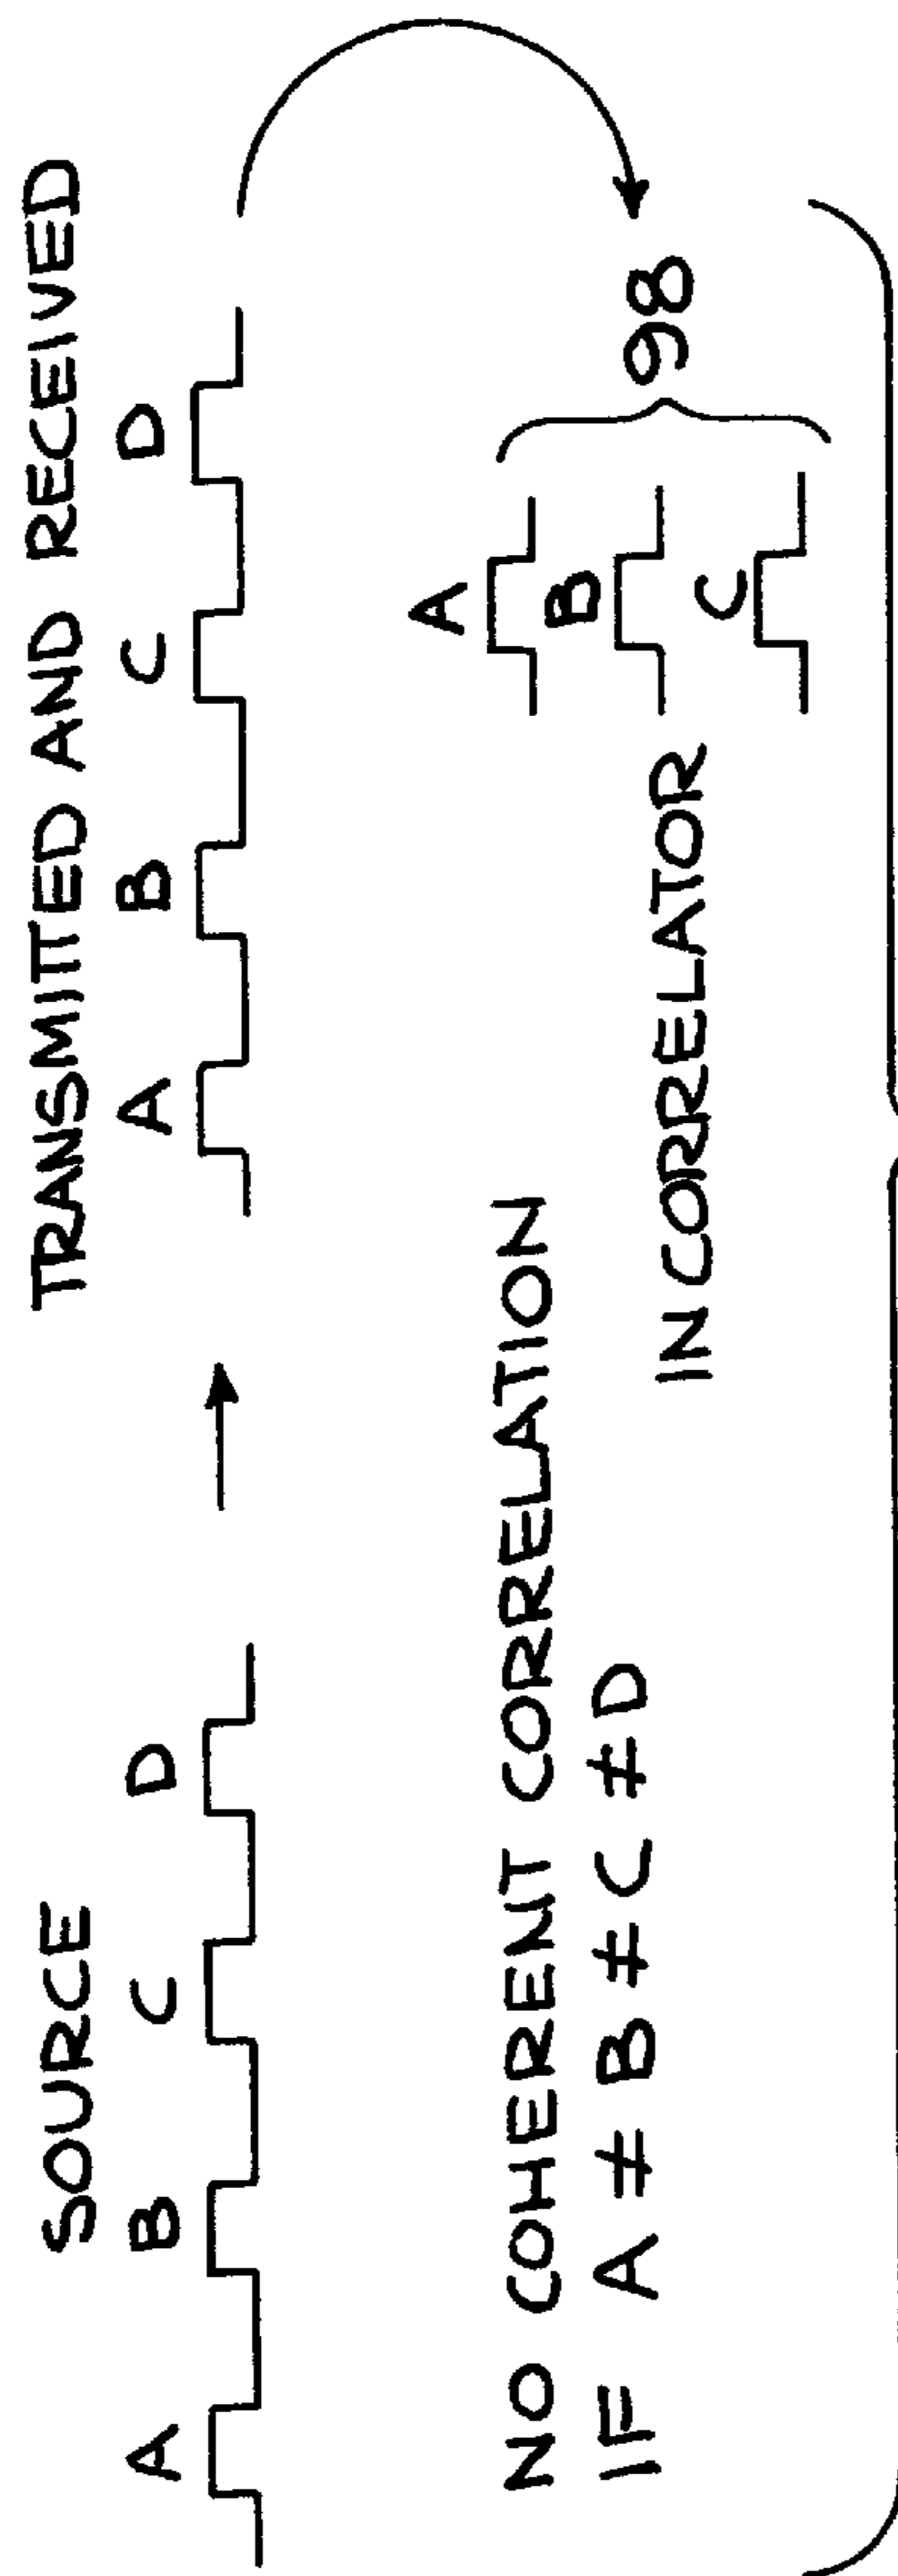 SOURCE
A B C D
TRANSMITTED AND RECEIVED
A B C D
NO COHERENT CORRELATION
IF A ≠ B ≠ C ≠ D
IN CORRELATOR
A
B
C
98